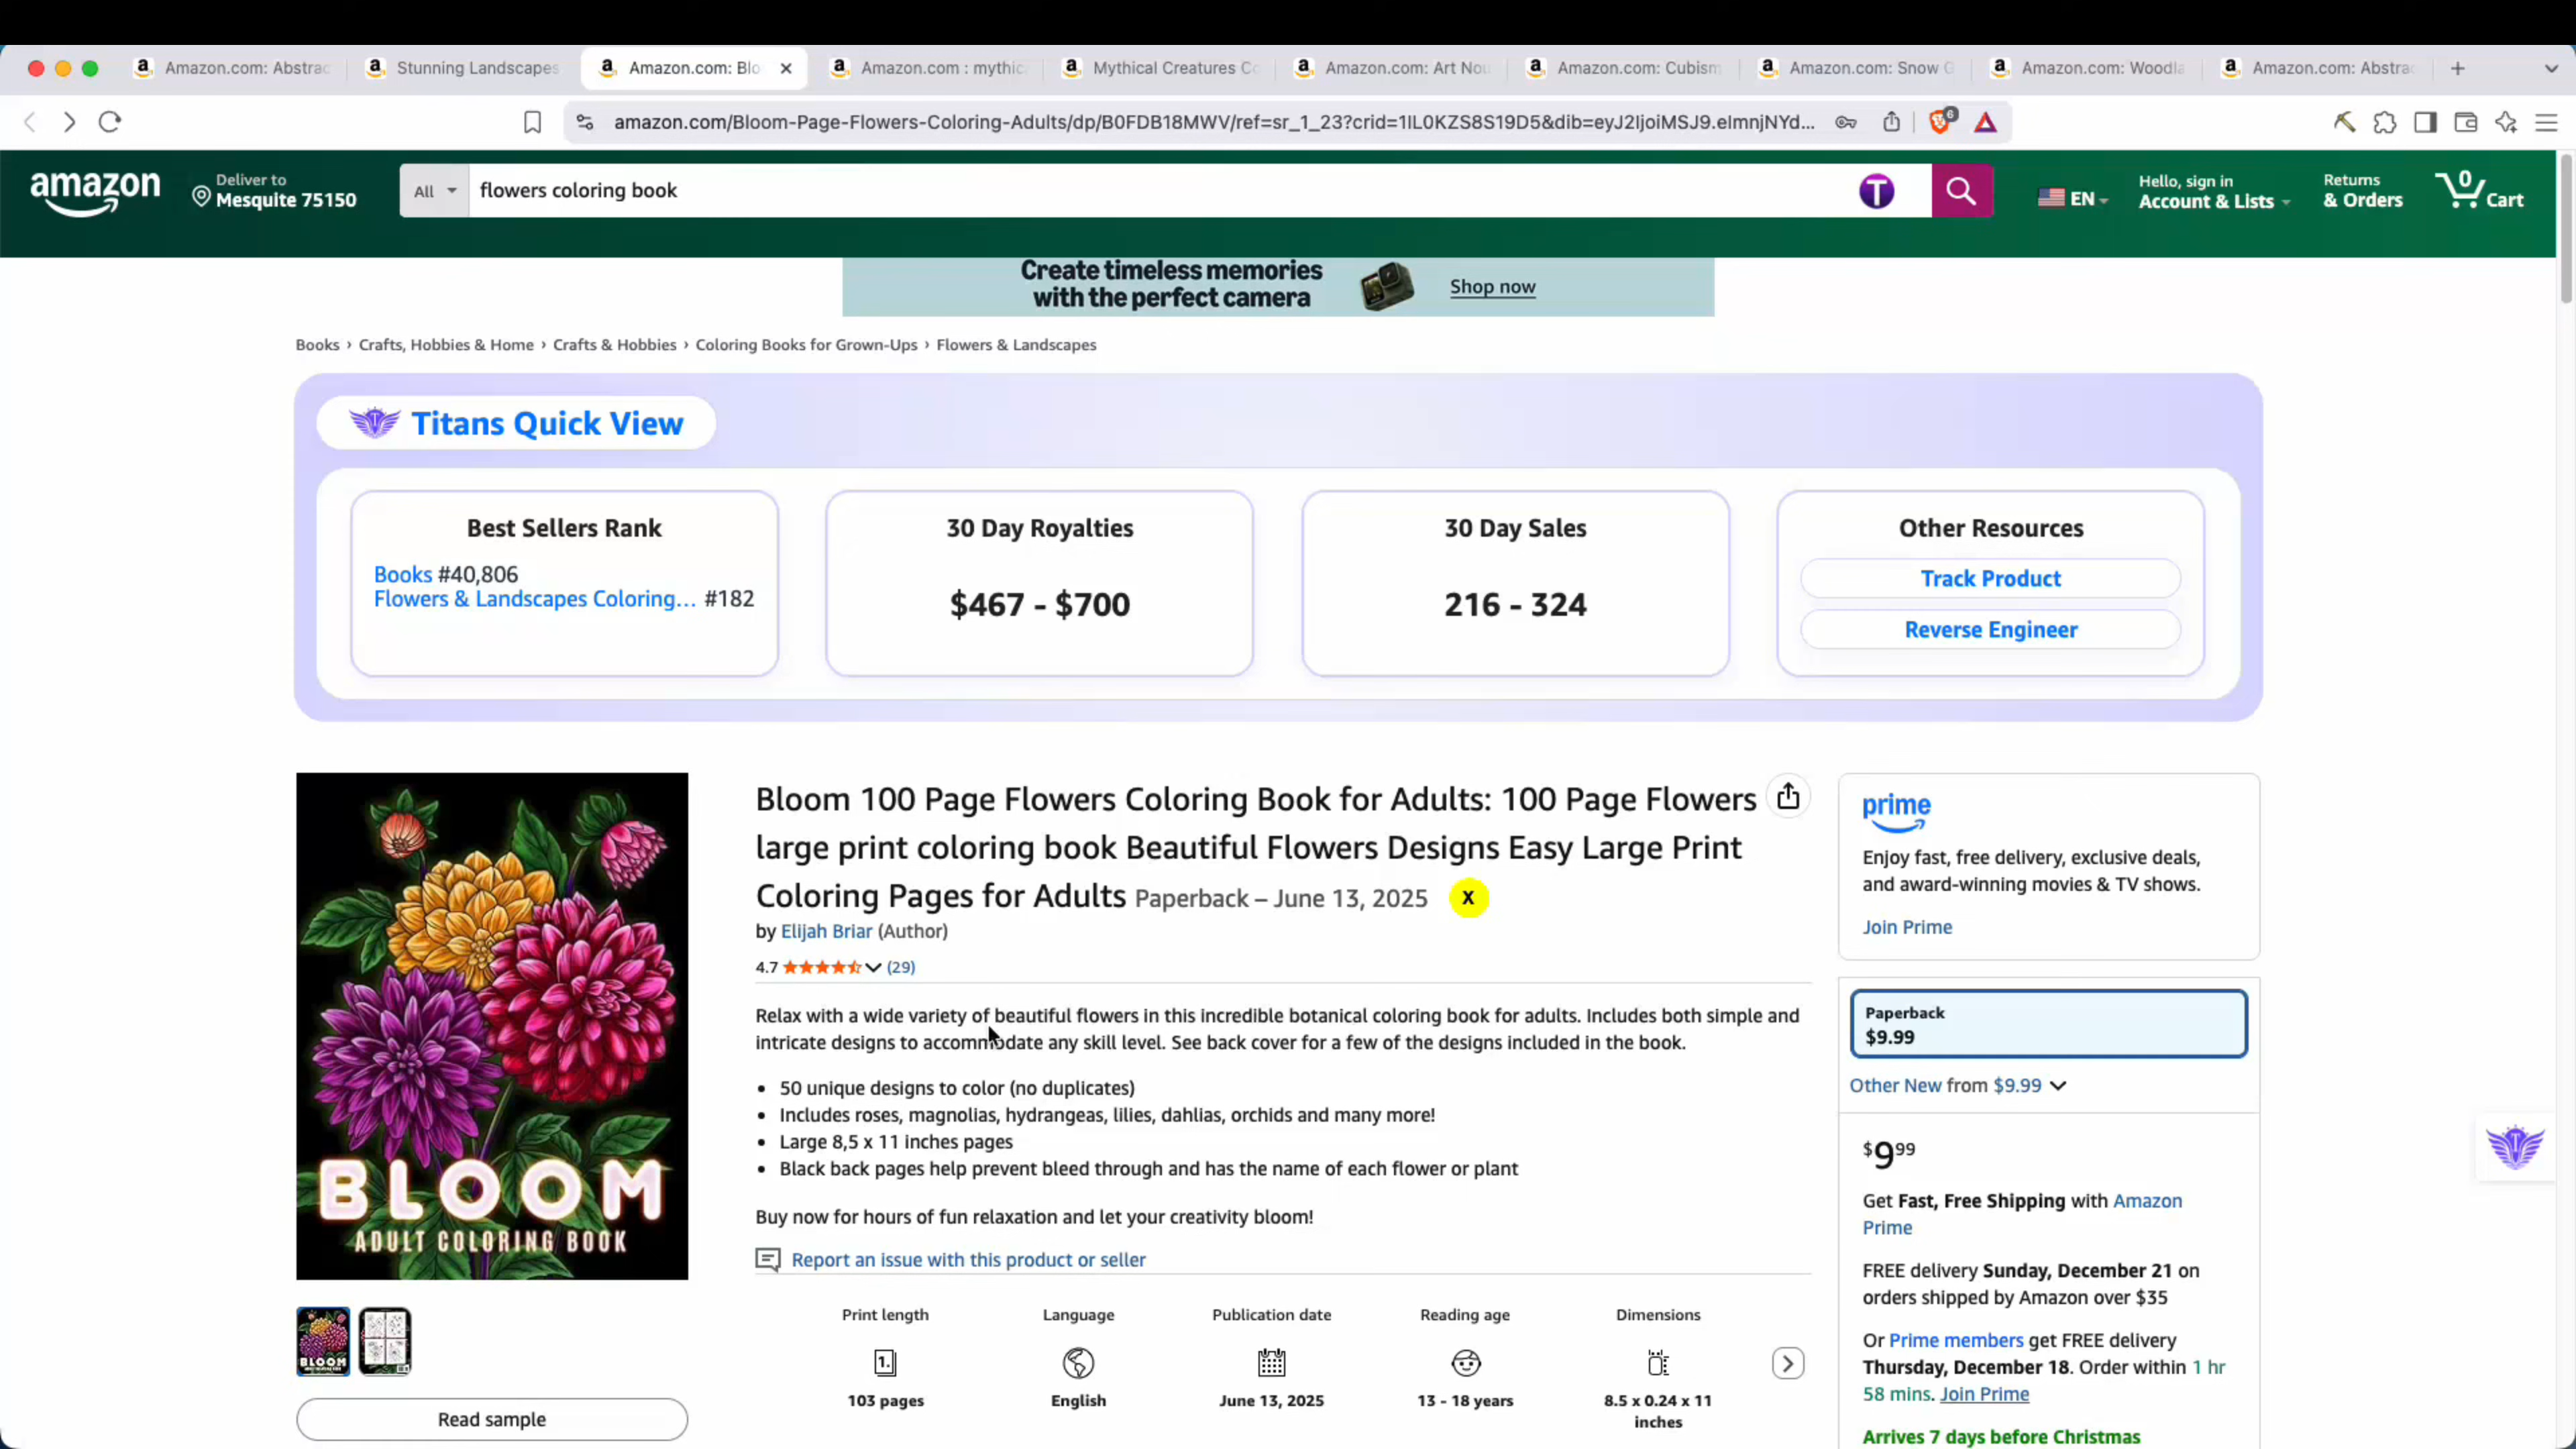 Amazon.com: Abstrac
Stunning Landscapes
Amazon.com: Blo
Amazon.com : mythic
Mythical Creatures Co
Amazon.com: Art Nou
Amazon.com: Cubism
Amazon.com: Snow G
Amazon.com: Woodla
Amazon.com: Abstrac
amazon.com/Bloom-Page-Flowers-Coloring-Adults/dp/B0FDB18MWV/ref=sr_1_23?crid=1IL0KZS8S19D5&dib=eyJ2IjoiMSJ9.elmnjNYd...
6
amazon
Deliver to
Mesquite 75150
All
flowers coloring book
T
EN
Hello, sign in
Account & Lists
Returns
& Orders
0
Cart
Create timeless memories
with the perfect camera
Shop now
Books › Crafts, Hobbies & Home › Crafts & Hobbies › Coloring Books for Grown-Ups › Flowers & Landscapes
Titans Quick View
Best Sellers Rank
Books #40,806
Flowers & Landscapes Coloring... #182
30 Day Royalties
$467 - $700
30 Day Sales
216 - 324
Other Resources
Track Product
Reverse Engineer
BLOOM
ADULT COLORING BOOK
Read sample
Bloom 100 Page Flowers Coloring Book for Adults: 100 Page Flowers
large print coloring book Beautiful Flowers Designs Easy Large Print
Coloring Pages for Adults Paperback – June 13, 2025 X
by Elijah Briar (Author)
4.7 (29)
Relax with a wide variety of beautiful flowers in this incredible botanical coloring book for adults. Includes both simple and
intricate designs to accommodate any skill level. See back cover for a few of the designs included in the book.
• 50 unique designs to color (no duplicates)
• Includes roses, magnolias, hydrangeas, lilies, dahlias, orchids and many more!
• Large 8,5 x 11 inches pages
• Black back pages help prevent bleed through and has the name of each flower or plant
Buy now for hours of fun relaxation and let your creativity bloom!
Report an issue with this product or seller
Print length
103 pages
Language
English
Publication date
June 13, 2025
Reading age
13 - 18 years
Dimensions
8.5 x 0.24 x 11
inches
prime
Enjoy fast, free delivery, exclusive deals,
and award-winning movies & TV shows.
Join Prime
Paperback
$9.99
Other New from $9.99
$9 99
Get Fast, Free Shipping with Amazon
Prime
FREE delivery Sunday, December 21 on
orders shipped by Amazon over $35
Or Prime members get FREE delivery
Thursday, December 18. Order within 1 hr
58 mins. Join Prime
Arrives 7 days before Christmas